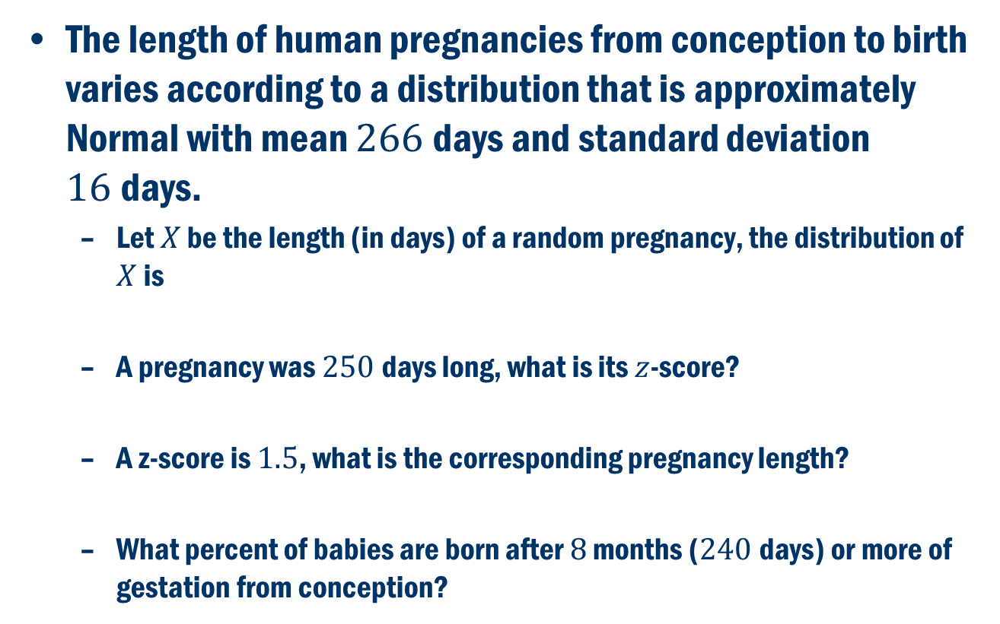 • The length of human pregnancies from conception to birth
varies according to a distribution that is approximately
Normal with mean 266 days and standard deviation
16 days.
– Let X be the length (in days) of a random pregnancy, the distribution of
X is
– A pregnancy was 250 days long, what is its z-score?
– A z-score is 1.5, what is the corresponding pregnancy length?
– What percent of babies are born after 8 months (240 days) or more of
gestation from conception?